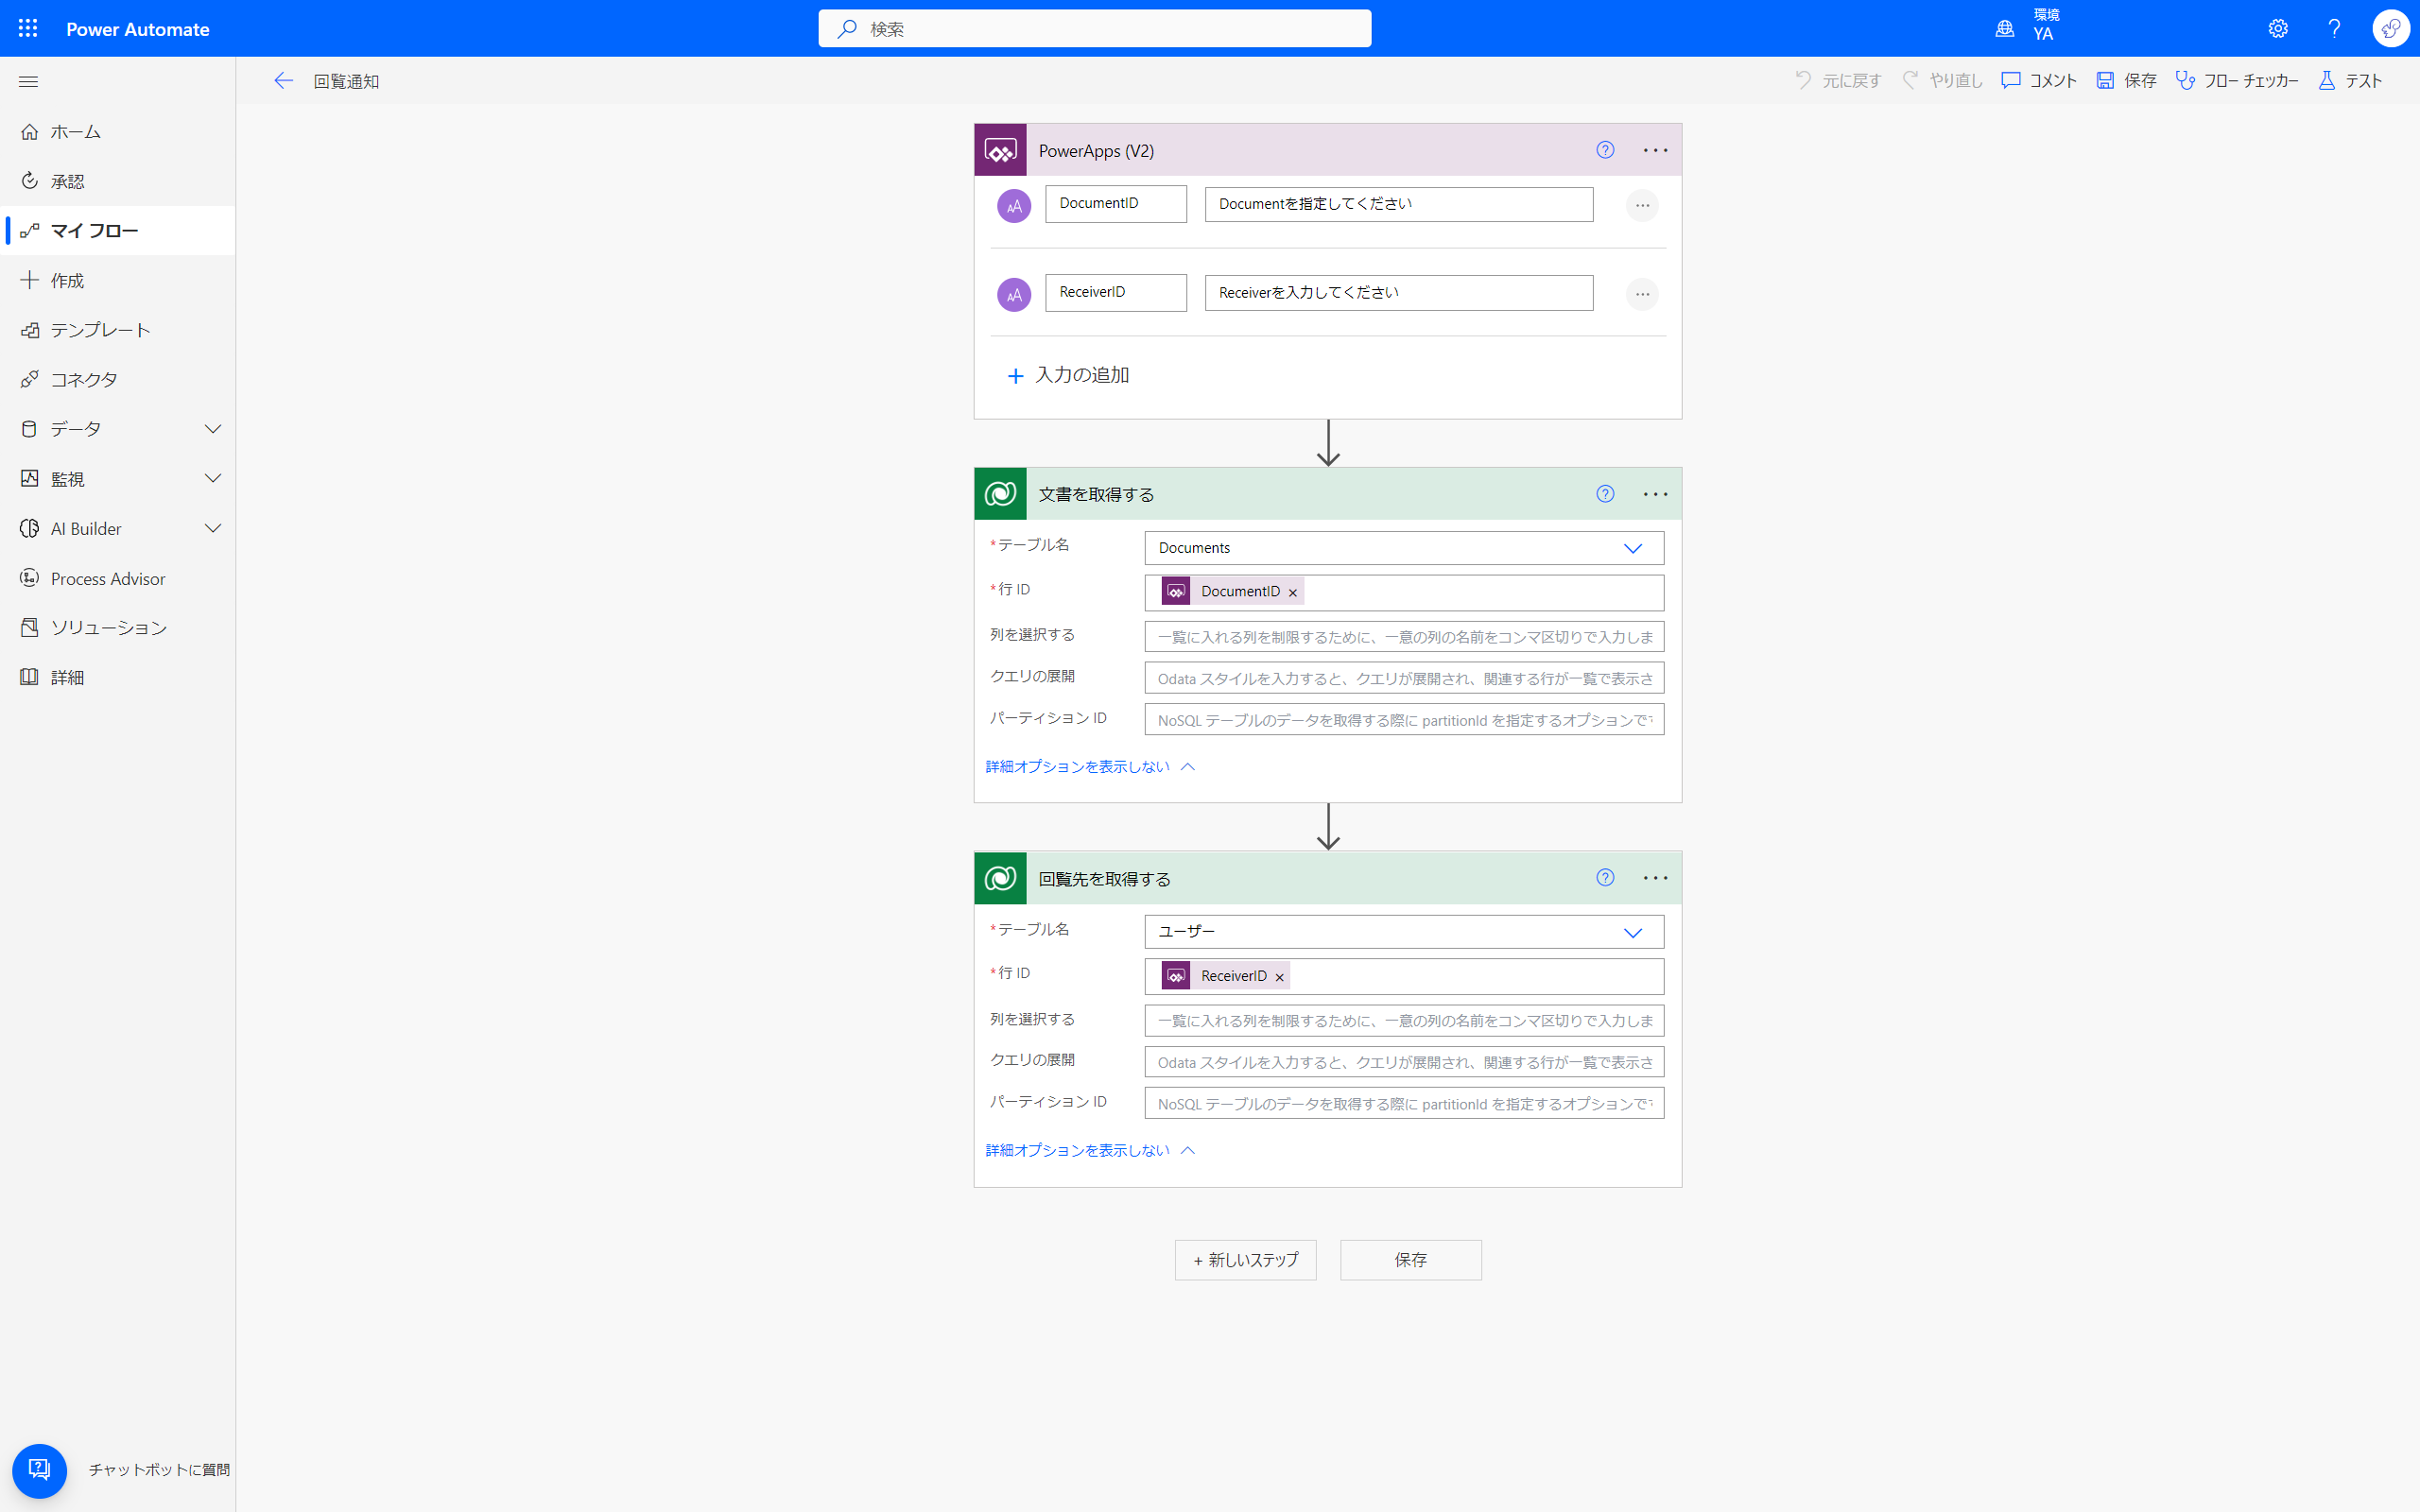 Power Automate
検索
環境
YA
回覧通知
元に戻す
やり直し
コメント
保存
フロー チェッカー
テスト
ホーム
承認
マイ フロー
作成
テンプレート
コネクタ
データ
監視
AI Builder
Process Advisor
ソリューション
詳細
チャットボットに質問
PowerApps (V2)
DocumentID
Documentを指定してください
ReceiverID
Receiverを入力してください
入力の追加
文書を取得する
*テーブル名
Documents
*行 ID
DocumentID
列を選択する
一覧に入れる列を制限するために、一意の列の名前をコンマ区切りで入力しま
クエリの展開
Odata スタイルを入力すると、クエリが展開され、関連する行が一覧で表示さ
パーティション ID
NoSQL テーブルのデータを取得する際に partitionId を指定するオプションで
詳細オプションを表示しない
回覧先を取得する
*テーブル名
ユーザー
*行 ID
ReceiverID
列を選択する
一覧に入れる列を制限するために、一意の列の名前をコンマ区切りで入力しま
クエリの展開
Odata スタイルを入力すると、クエリが展開され、関連する行が一覧で表示さ
パーティション ID
NoSQL テーブルのデータを取得する際に partitionId を指定するオプションで
詳細オプションを表示しない
+ 新しいステップ
保存